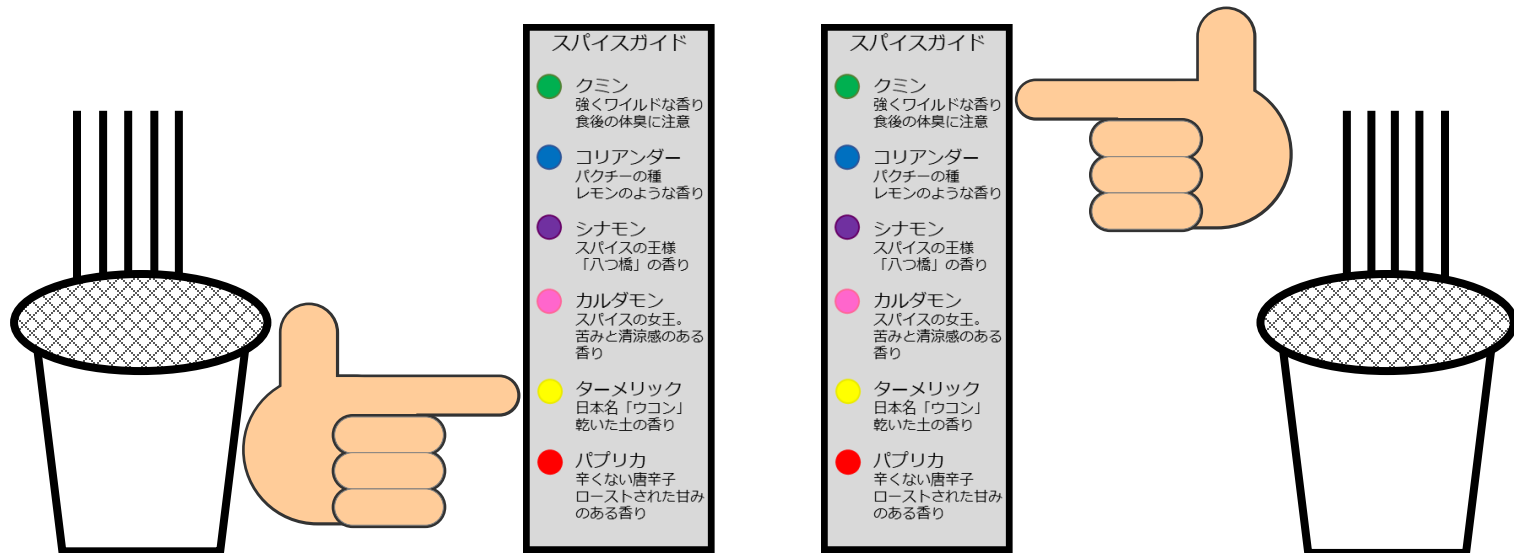 スパイスガイド
クミン
強くワイルドな香り
食後の体臭に注意
コリアンダー
パクチーの種
レモンのような香り
シナモン
スパイスの王様
「八つ橋」の香り
カルダモン
スパイスの女王。
苦みと清涼感のある
香り
ターメリック
日本名「ウコン」
乾いた土の香り
パプリカ
辛くない唐辛子
ローストされた甘み
のある香り
スパイスガイド
クミン
強くワイルドな香り
食後の体臭に注意
コリアンダー
パクチーの種
レモンのような香り
シナモン
スパイスの王様
「八つ橋」の香り
カルダモン
スパイスの女王。
苦みと清涼感のある
香り
ターメリック
日本名「ウコン」
乾いた土の香り
パプリカ
辛くない唐辛子
ローストされた甘み
のある香り